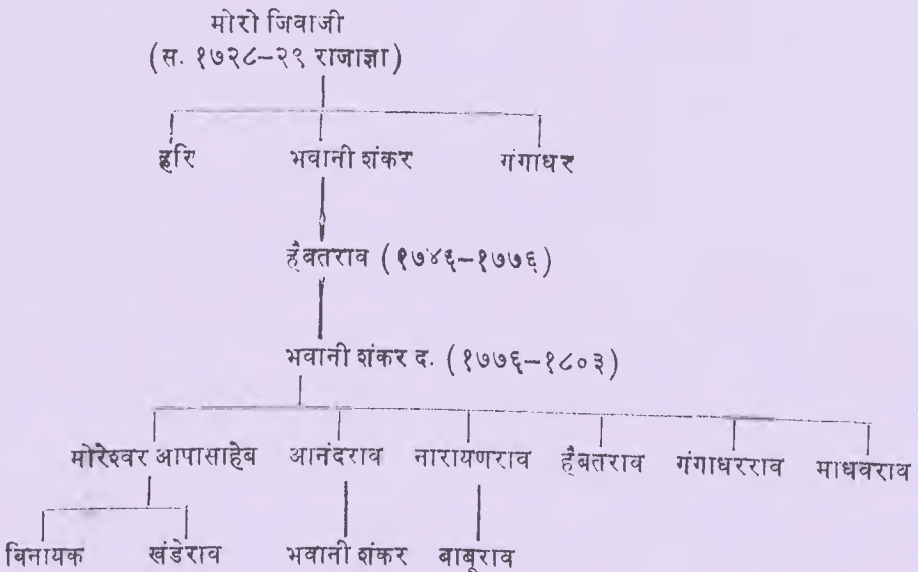 मोरो जिवाजी
(स. १७२८–२९ राजाज्ञा)
हरि भवानी शंकर गंगाधर
हैबतराव (१७४६–१७७६)
भवानी शंकर द. (१७७६–१८०३)
मोरेश्वर आपासाहेब आनंदराव नारायणराव हैबतराव गंगाधरराव माधवराव
बिनायक खंडेराव भवानी शंकर बाबूराव